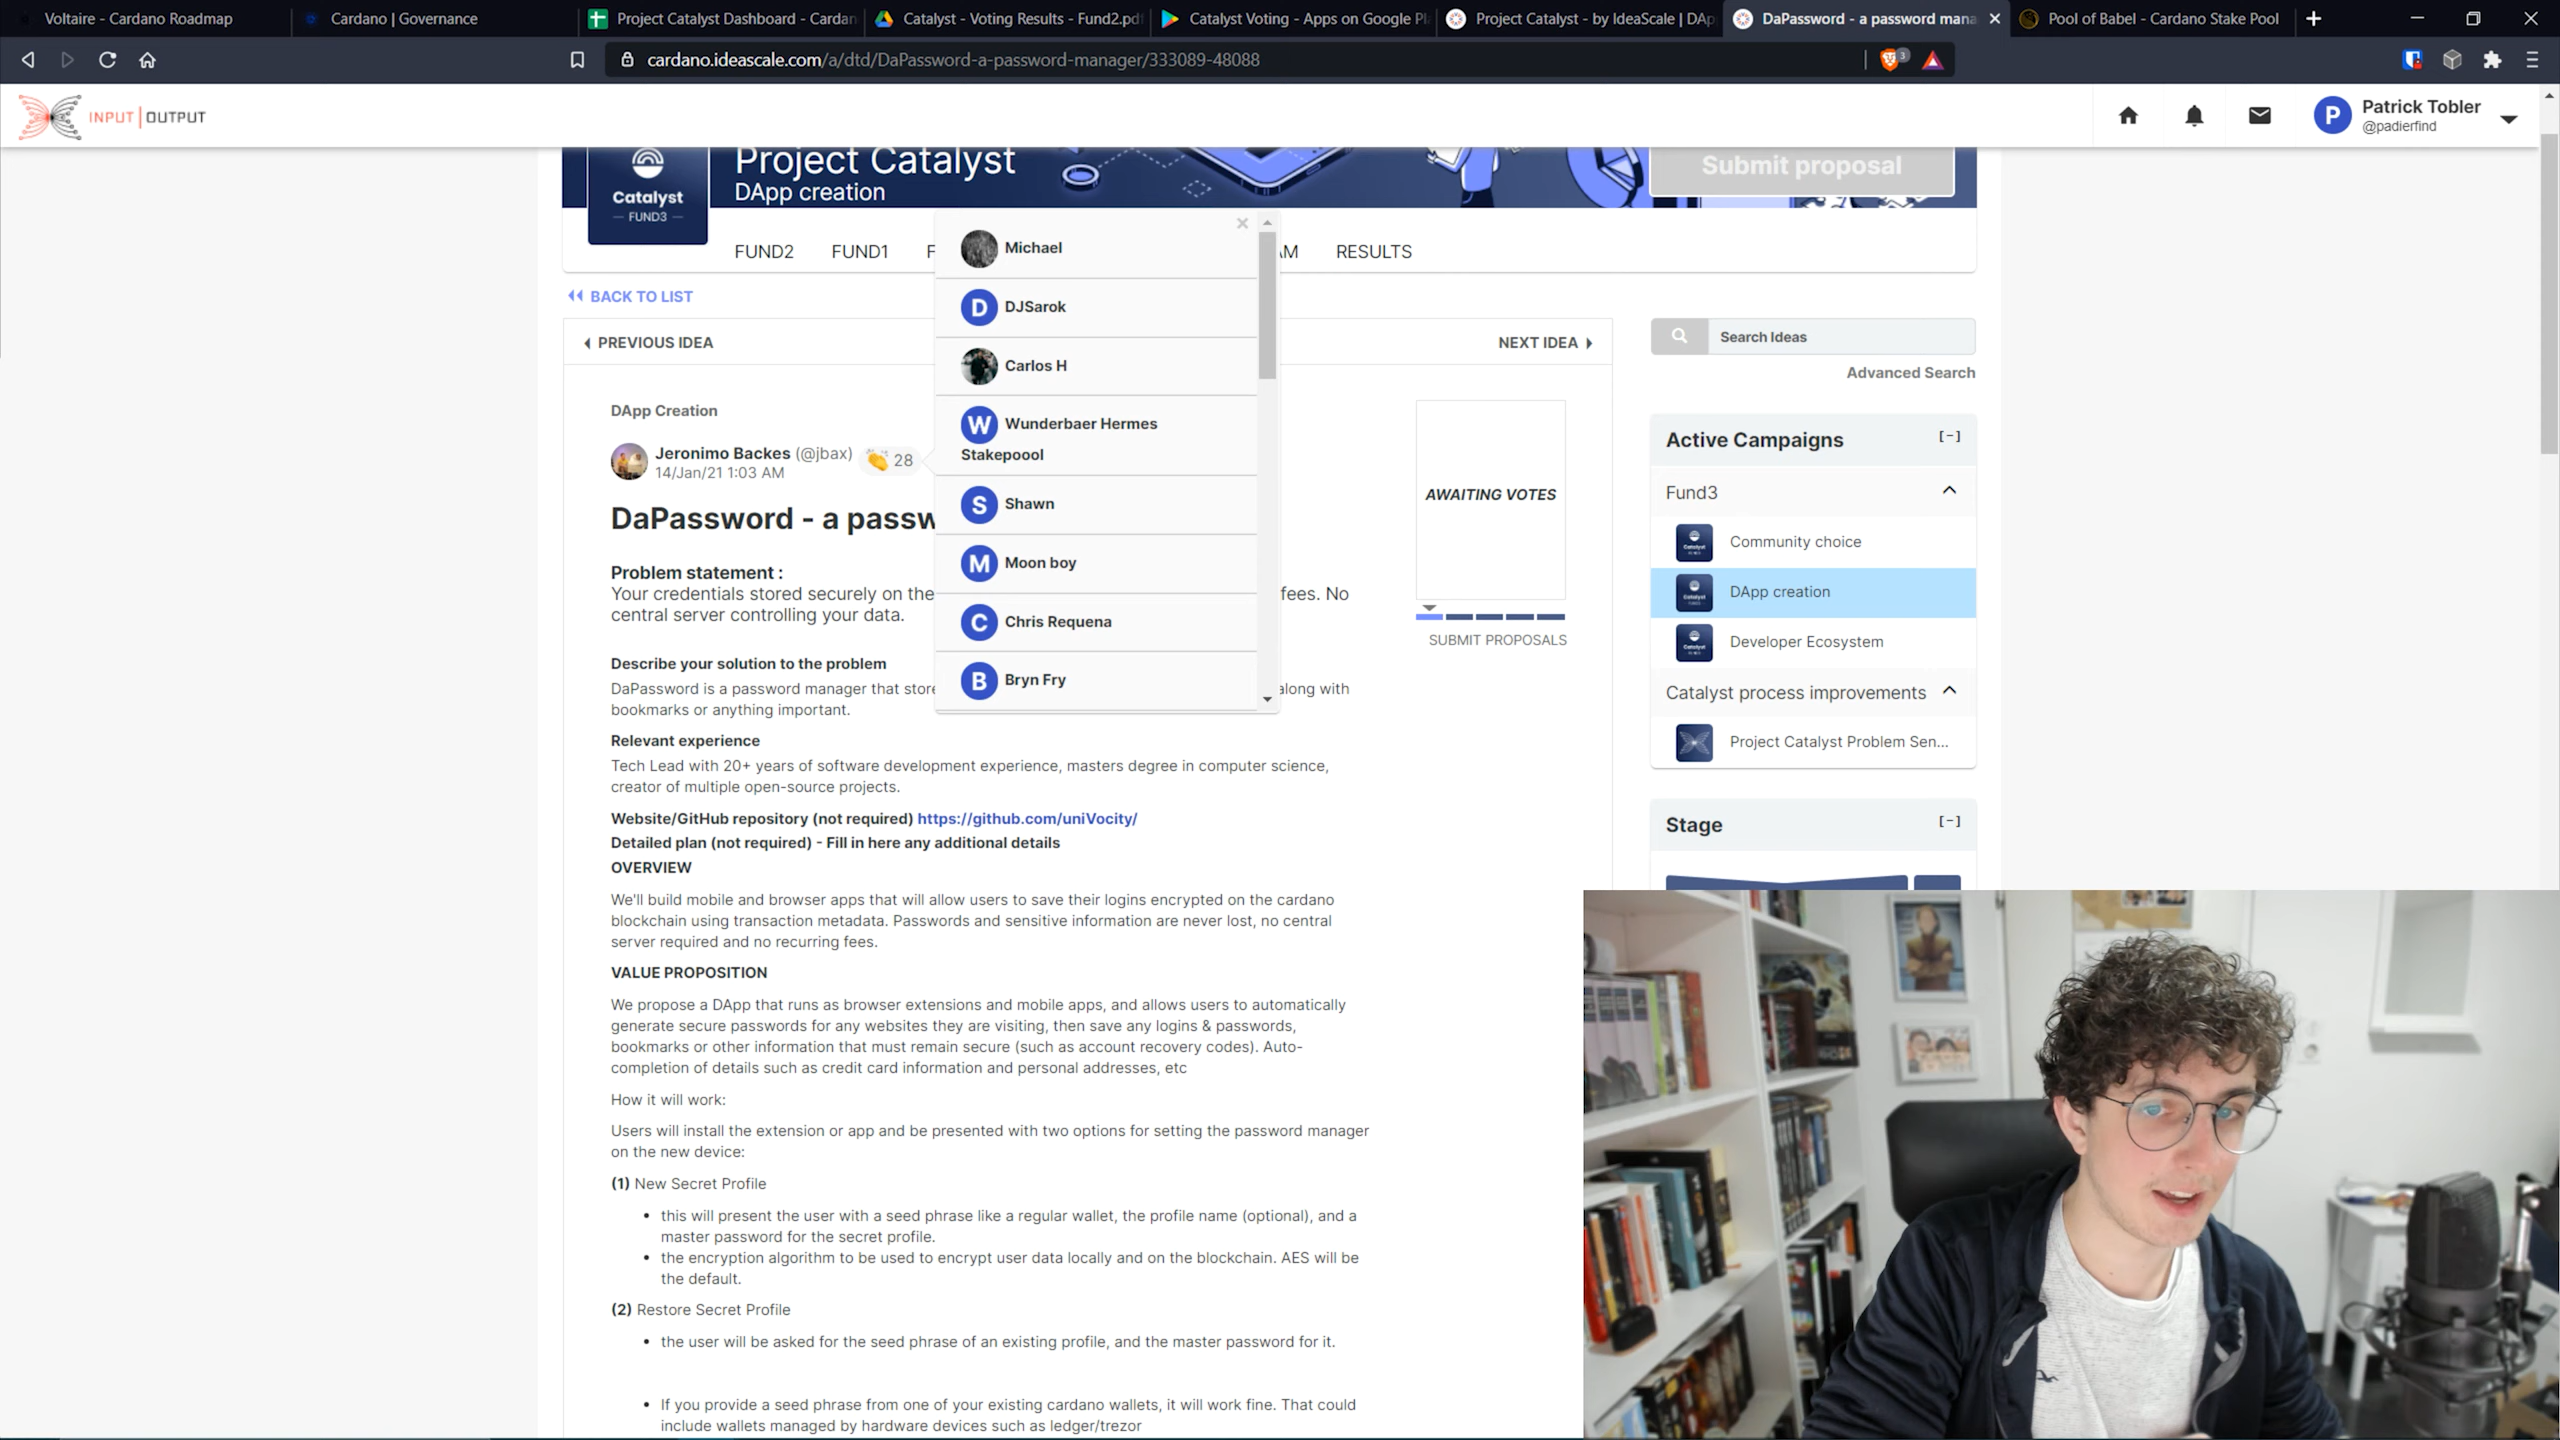 Voltaire - Cardano Roadmap
Cardano | Governance
Project Catalyst Dashboard - Cardan
Catalyst - Voting Results - Fund2.pdf
Catalyst Voting - Apps on Google Pl
Project Catalyst - by IdeaScale | DAp
DaPassword - a password mana
Pool of Babel - Cardano Stake Pool
cardano.ideascale.com/a/dtd/DaPassword-a-password-manager/333089-48088
3
INPUT | OUTPUT
P
Patrick Tobler
@padierfind
Catalyst
FUND3
Project Catalyst
DApp creation
Submit proposal
FUND2
FUND1
F
AM
RESULTS
BACK TO LIST
PREVIOUS IDEA
NEXT IDEA
DApp Creation
Jeronimo Backes (@jbax)
14/Jan/21 1:03 AM
28
DaPassword - a passw
Problem statement :
Your credentials stored securely on the
fees. No
central server controlling your data.
Describe your solution to the problem
DaPassword is a password manager that store
along with
bookmarks or anything important.
Relevant experience
Tech Lead with 20+ years of software development experience, masters degree in computer science,
creator of multiple open-source projects.
Website/GitHub repository (not required) https://github.com/uniVocity/
Detailed plan (not required) - Fill in here any additional details
OVERVIEW
We'll build mobile and browser apps that will allow users to save their logins encrypted on the cardano
blockchain using transaction metadata. Passwords and sensitive information are never lost, no central
server required and no recurring fees.
VALUE PROPOSITION
We propose a DApp that runs as browser extensions and mobile apps, and allows users to automatically
generate secure passwords for any websites they are visiting, then save any logins & passwords,
bookmarks or other information that must remain secure (such as account recovery codes). Auto-
completion of details such as credit card information and personal addresses, etc
How it will work:
Users will install the extension or app and be presented with two options for setting the password manager
on the new device:
(1) New Secret Profile
• this will present the user with a seed phrase like a regular wallet, the profile name (optional), and a
master password for the secret profile.
• the encryption algorithm to be used to encrypt user data locally and on the blockchain. AES will be
the default.
(2) Restore Secret Profile
• the user will be asked for the seed phrase of an existing profile, and the master password for it.
• If you provide a seed phrase from one of your existing cardano wallets, it will work fine. That could
include wallets managed by hardware devices such as ledger/trezor
Michael
D
DJSarok
Carlos H
W
Wunderbaer Hermes
Stakepoool
S
Shawn
M
Moon boy
C
Chris Requena
B
Bryn Fry
AWAITING VOTES
SUBMIT PROPOSALS
Search Ideas
Advanced Search
Active Campaigns
[-]
Fund3
Community choice
DApp creation
Developer Ecosystem
Catalyst process improvements
Project Catalyst Problem Sen...
Stage
[-]